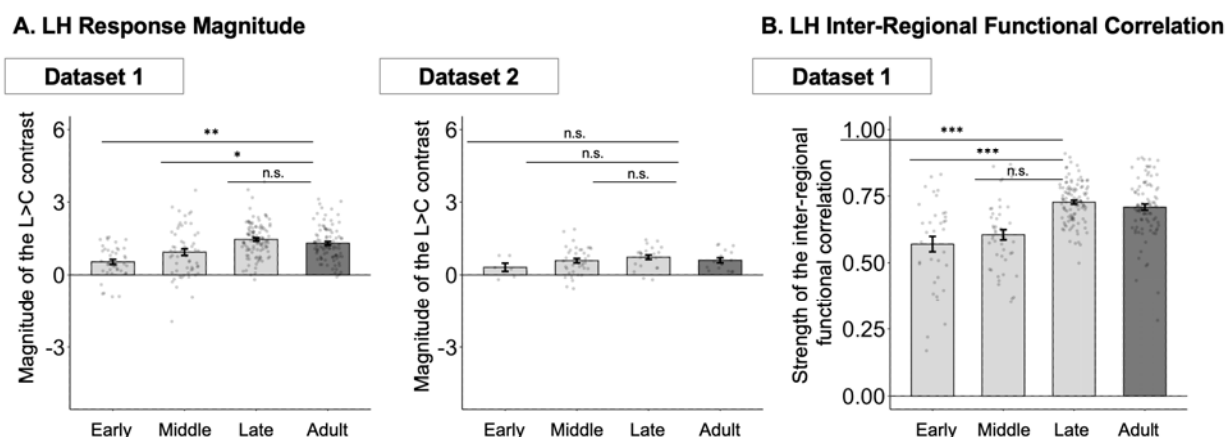 A. LH Response Magnitude
B. LH Inter-Regional Functional Correlation
Dataset 1
Dataset 2
Dataset 1
Magnitude of the L>C contrast
6
3
0
-3
**
*
n.s.
Early Middle Late Adult
Magnitude of the L>C contrast
6
3
0
-3
n.s.
n.s.
n.s.
Early Middle Late Adult
Strength of the inter-regional
functional correlation
1.00
0.75
0.50
0.25
0.00
***
***
n.s.
Early Middle Late Adult